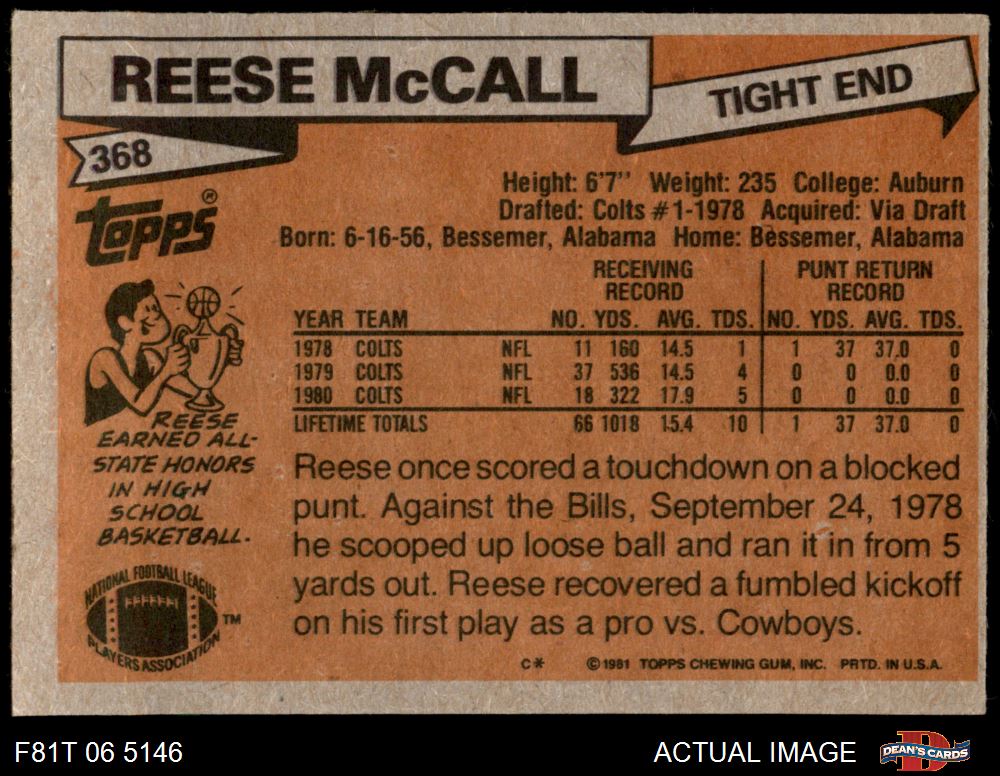 REESE McCALL
TIGHT END
368
Topps®
Height: 6'7" Weight: 235 College: Auburn
Drafted: Colts #1-1978 Acquired: Via Draft
Born: 6-16-56, Bessemer, Alabama Home: Bessemer, Alabama
RECEIVING RECORD PUNT RETURN RECORD
YEAR TEAM NO. YDS. AVG. TDS. NO. YDS. AVG. TDS.
1978 COLTS NFL 11 160 14.5 1 1 37 37.0 0
1979 COLTS NFL 37 536 14.5 4 0 0 0.0 0
1980 COLTS NFL 18 322 17.9 5 0 0 0.0 0
LIFETIME TOTALS 66 1018 15.4 10 1 37 37.0 0
REESE
EARNED ALL-
STATE HONORS
IN HIGH
SCHOOL
BASKETBALL.
Reese once scored a touchdown on a blocked
punt. Against the Bills, September 24, 1978
he scooped up loose ball and ran it in from 5
yards out. Reese recovered a fumbled kickoff
on his first play as a pro vs. Cowboys.
NATIONAL FOOTBALL LEAGUE
PLAYERS ASSOCIATION
TM
C* ©1981 TOPPS CHEWING GUM, INC. PRTD. IN U.S.A.
F81T 06 5146
ACTUAL IMAGE
D
DEAN'S CARDS